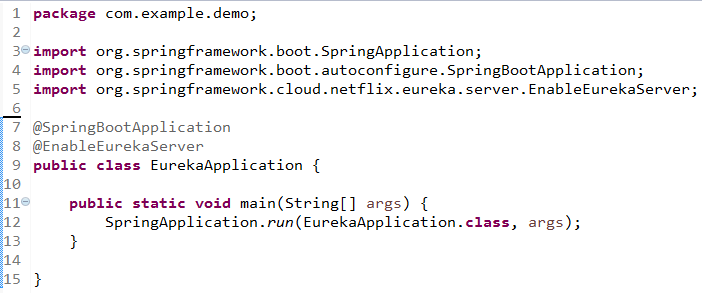 1 package com.example.demo;
2
3 import org.springframework.boot.SpringApplication;
4 import org.springframework.boot.autoconfigure.SpringBootApplication;
5 import org.springframework.cloud.netflix.eureka.server.EnableEurekaServer;
6
7 @SpringBootApplication
8 @EnableEurekaServer
9 public class EurekaApplication {
10
11     public static void main(String[] args) {
12         SpringApplication.run(EurekaApplication.class, args);
13     }
14
15 }